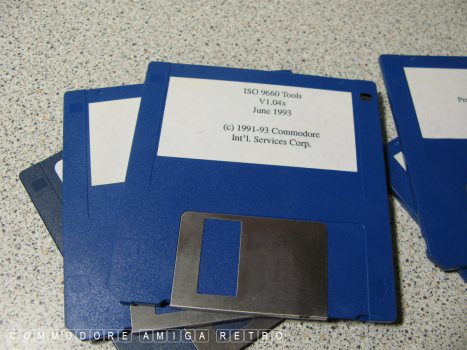 ISO 9660 Tools
V1.04x
June 1993
(c) 1991-93 Commodore
Int'l. Services Corp.
COMMODORE AMIGA RETRO